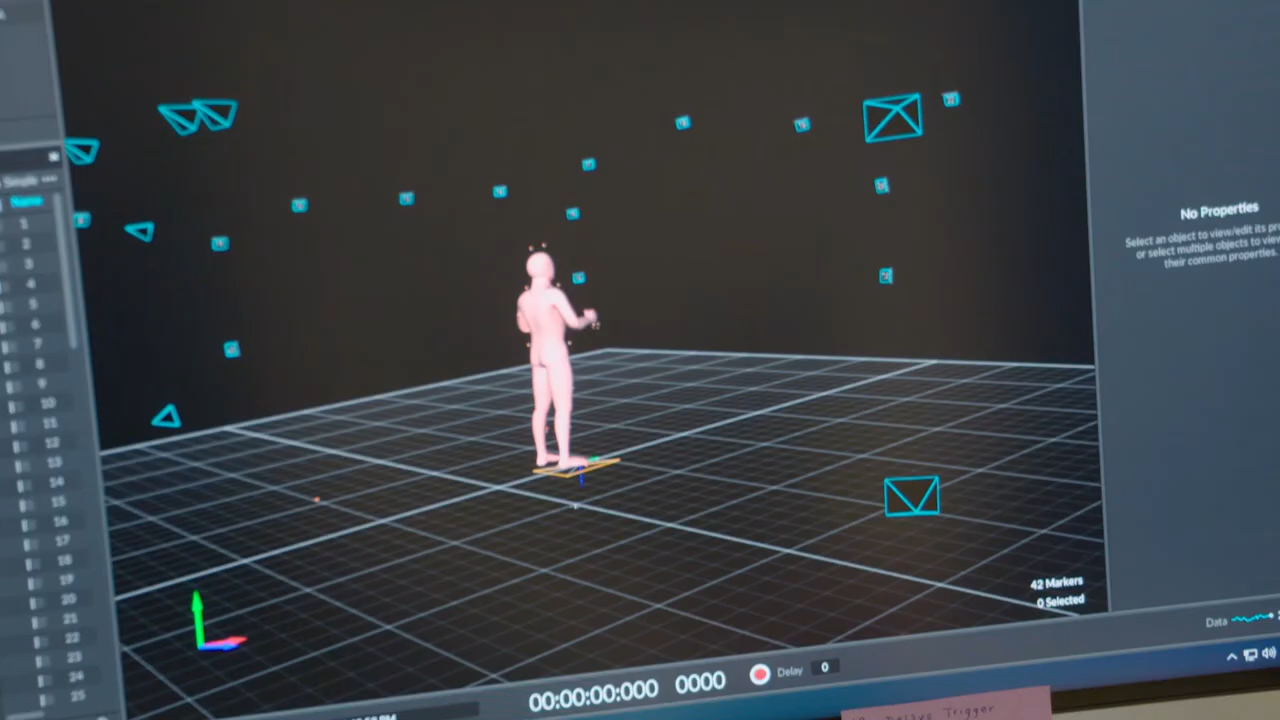 Simple
Name
1
2
3
4
5
6
7
8
9
10
11
12
13
14
15
16
17
18
19
20
21
22
23
24
25
No Properties
Select an object to view/edit its
or select multiple objects to
their common properties.
42 Markers
0 Selected
Data
00:00:00:000 0000 Delay 0
Trigger